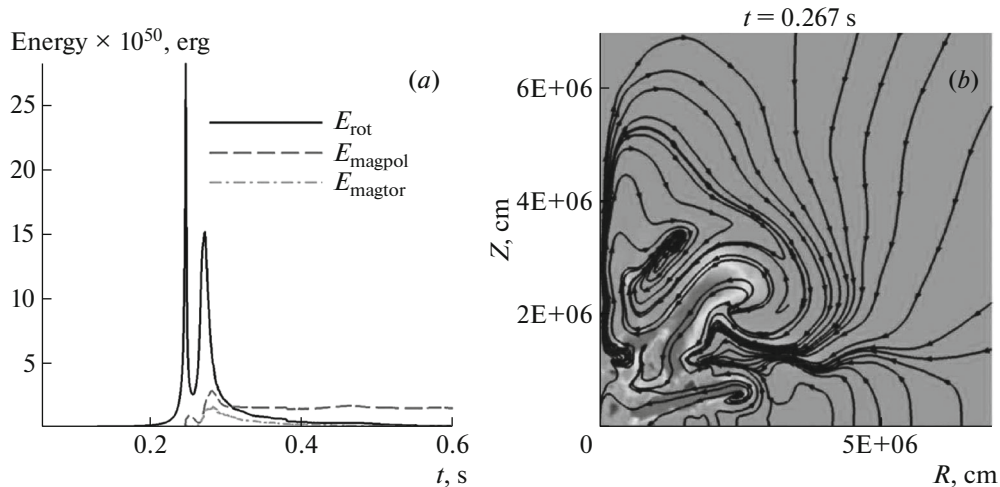 Energy × 10^50, erg
(a)
25
20
15
10
5
E_rot
E_magpol
E_magtor
0.2
0.4
0.6
t, s
t = 0.267 s
(b)
6E+06
4E+06
2E+06
0
Z, cm
0
5E+06
R, cm